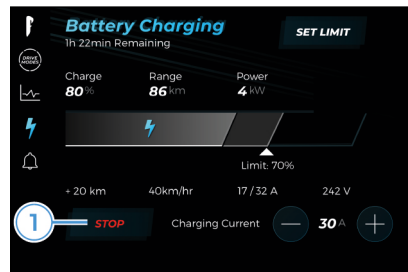 Battery Charging
1h 22min Remaining
SET LIMIT
DRIVE MODES
Charge Range Power
80% 86 km 4 kW
Limit: 70%
+ 20 km 40km/hr 17 / 32 A 242 V
1 STOP Charging Current — 30 A +